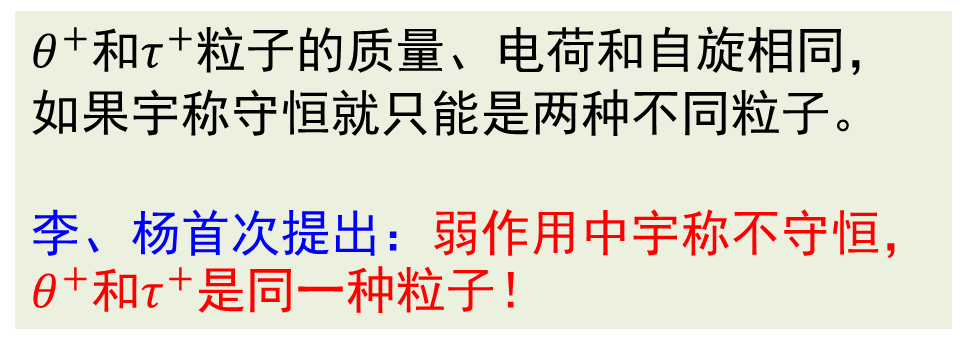 θ⁺和τ⁺粒子的质量、电荷和自旋相同，
如果宇称守恒就只能是两种不同粒子。
李、杨首次提出：弱作用中宇称不守恒，
θ⁺和τ⁺是同一种粒子！